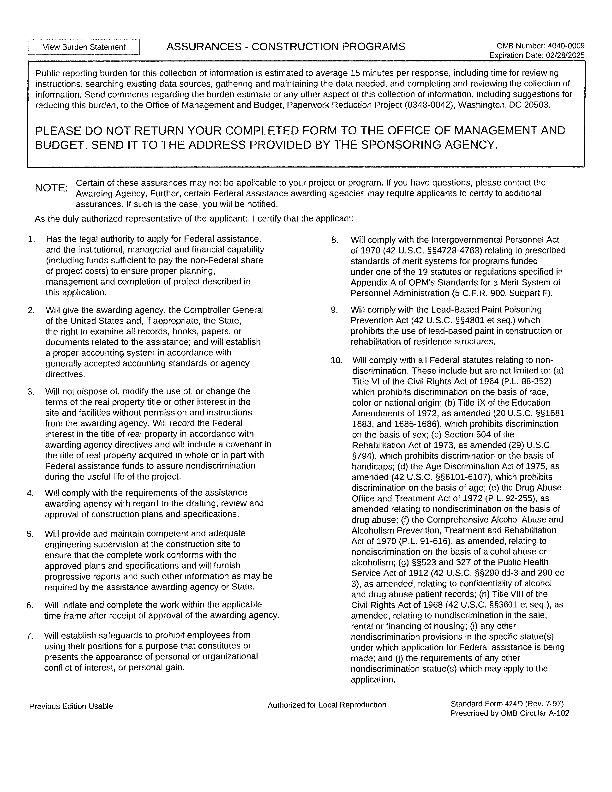 View Burden Statement
ASSURANCES - CONSTRUCTION PROGRAMS
OMB Number: 4040-0009
Expiration Date: 02/28/2025
Public reporting burden for this collection of information is estimated to average 15 minutes per response, including time for reviewing
instructions, searching existing data sources, gathering and maintaining the data needed, and completing and reviewing the collection of
information. Send comments regarding the burden estimate or any other aspect of this collection of information, including suggestions for
reducing this burden, to the Office of Management and Budget, Paperwork Reduction Project (0348-0042), Washington, DC 20503.
PLEASE DO NOT RETURN YOUR COMPLETED FORM TO THE OFFICE OF MANAGEMENT AND
BUDGET. SEND IT TO THE ADDRESS PROVIDED BY THE SPONSORING AGENCY.
NOTE: Certain of these assurances may not be applicable to your project or program. If you have questions, please contact the
Awarding Agency. Further, certain Federal assistance awarding agencies may require applicants to certify to additional
assurances. If such is the case, you will be notified.
As the duly authorized representative of the applicant: I certify that the applicant:
1. Has the legal authority to apply for Federal assistance,
and the institutional, managerial and financial capability
(including funds sufficient to pay the non-Federal share
of project costs) to ensure proper planning,
management and completion of project described in
this application.
2. Will give the awarding agency, the Comptroller General
of the United States and, if appropriate, the State,
the right to examine all records, books, papers, or
documents related to the assistance; and will establish
a proper accounting system in accordance with
generally accepted accounting standards or agency
directives.
3. Will not dispose of, modify the use of, or change the
terms of the real property title or other interest in the
site and facilities without permission and instructions
from the awarding agency. Will record the Federal
interest in the title of real property in accordance with
awarding agency directives and will include a covenant in
the title of real property acquired in whole or in part with
Federal assistance funds to assure nondiscrimination
during the useful life of the project.
4. Will comply with the requirements of the assistance
awarding agency with regard to the drafting, review and
approval of construction plans and specifications.
5. Will provide and maintain competent and adequate
engineering supervision at the construction site to
ensure that the complete work conforms with the
approved plans and specifications and will furnish
progressive reports and such other information as may be
required by the assistance awarding agency or State.
6. Will initiate and complete the work within the applicable
time frame after receipt of approval of the awarding agency.
7. Will establish safeguards to prohibit employees from
using their positions for a purpose that constitutes or
presents the appearance of personal or organizational
conflict of interest, or personal gain.
8. Will comply with the Intergovernmental Personnel Act
of 1970 (42 U.S.C. §§4728-4763) relating to prescribed
standards of merit systems for programs funded
under one of the 19 statutes or regulations specified in
Appendix A of OPM's Standards for a Merit System of
Personnel Administration (5 C.F.R. 900, Subpart F).
9. Will comply with the Lead-Based Paint Poisoning
Prevention Act (42 U.S.C. §§4801 et seq.) which
prohibits the use of lead-based paint in construction or
rehabilitation of residence structures.
10. Will comply with all Federal statutes relating to non-
discrimination. These include but are not limited to: (a)
Title VI of the Civil Rights Act of 1964 (P.L. 88-352)
which prohibits discrimination on the basis of race,
color or national origin; (b) Title IX of the Education
Amendments of 1972, as amended (20 U.S.C. §§1681
1683, and 1685-1686), which prohibits discrimination
on the basis of sex; (c) Section 504 of the
Rehabilitation Act of 1973, as amended (29) U.S.C.
§794), which prohibits discrimination on the basis of
handicaps; (d) the Age Discrimination Act of 1975, as
amended (42 U.S.C. §§6101-6107), which prohibits
discrimination on the basis of age; (e) the Drug Abuse
Office and Treatment Act of 1972 (P.L. 92-255), as
amended relating to nondiscrimination on the basis of
drug abuse; (f) the Comprehensive Alcohol Abuse and
Alcoholism Prevention, Treatment and Rehabilitation
Act of 1970 (P.L. 91-616), as amended, relating to
nondiscrimination on the basis of alcohol abuse or
alcoholism; (g) §§523 and 527 of the Public Health
Service Act of 1912 (42 U.S.C. §§290 dd-3 and 290 ee
3), as amended, relating to confidentiality of alcohol
and drug abuse patient records; (h) Title VIII of the
Civil Rights Act of 1968 (42 U.S.C. §§3601 et seq.), as
amended, relating to nondiscrimination in the sale,
rental or financing of housing; (i) any other
nondiscrimination provisions in the specific statue(s)
under which application for Federal assistance is being
made; and (j) the requirements of any other
nondiscrimination statue(s) which may apply to the
application.
Previous Edition Usable
Authorized for Local Reproduction
Standard Form 424D (Rev. 7-97)
Prescribed by OMB Circular A-102